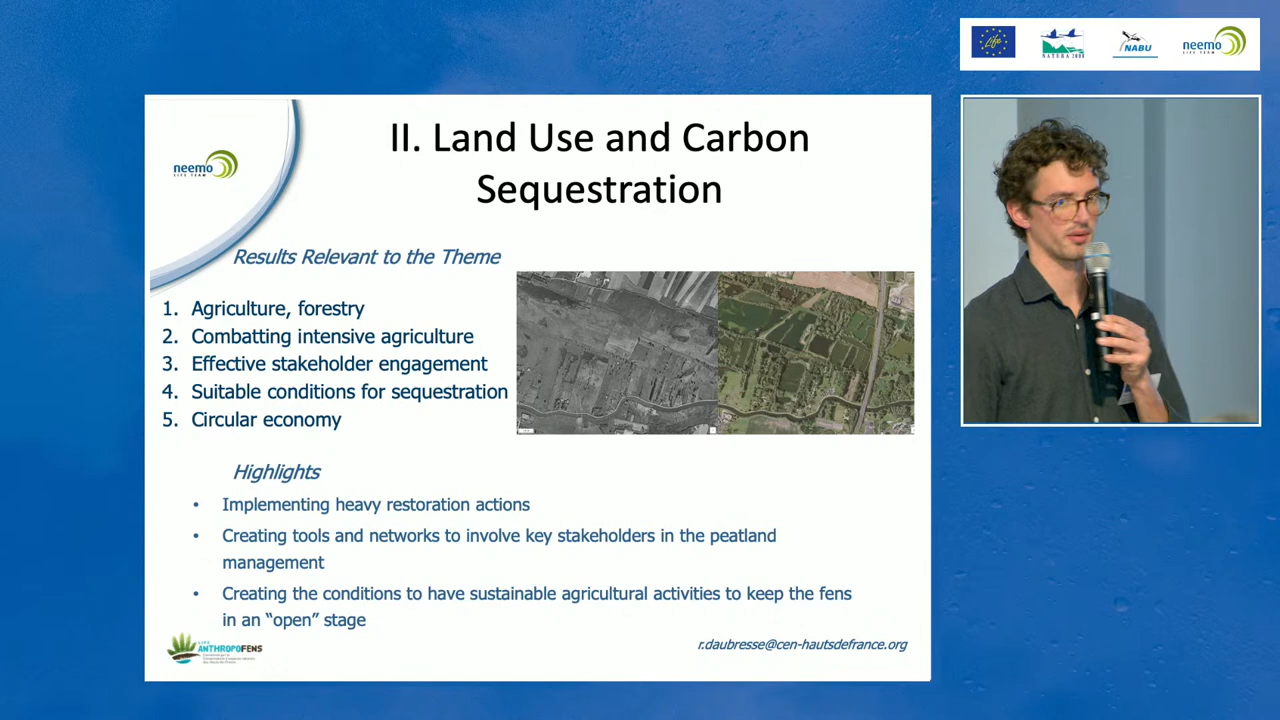 Life
NATURA 2000
NABU
neemo
LIFE TEAM
neemo
LIFE TEAM
II. Land Use and Carbon
Sequestration
Results Relevant to the Theme
1. Agriculture, forestry
2. Combatting intensive agriculture
3. Effective stakeholder engagement
4. Suitable conditions for sequestration
5. Circular economy
Highlights
• Implementing heavy restoration actions
• Creating tools and networks to involve key stakeholders in the peatland
management
• Creating the conditions to have sustainable agricultural activities to keep the fens
in an “open” stage
LIFE
ANTHROPOFENS
r.daubresse@cen-hautsdefrance.org